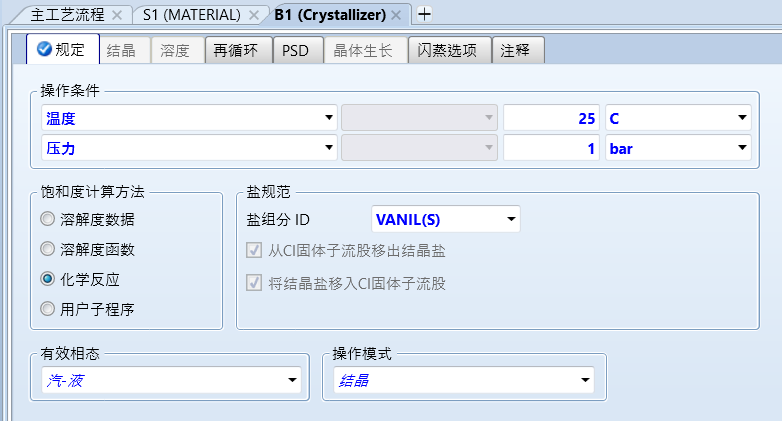 主工艺流程 S1 (MATERIAL) B1 (Crystallizer)
规定 结晶 溶度 再循环 PSD 晶体生长 闪蒸选项 注释
操作条件
温度 25 C
压力 1 bar
饱和度计算方法
溶解度数据
溶解度函数
化学反应
用户子程序
盐规范
盐组分 ID VANIL(S)
从CI固体子流股移出结晶盐
将结晶盐移入CI固体子流股
有效相态
汽-液
操作模式
结晶